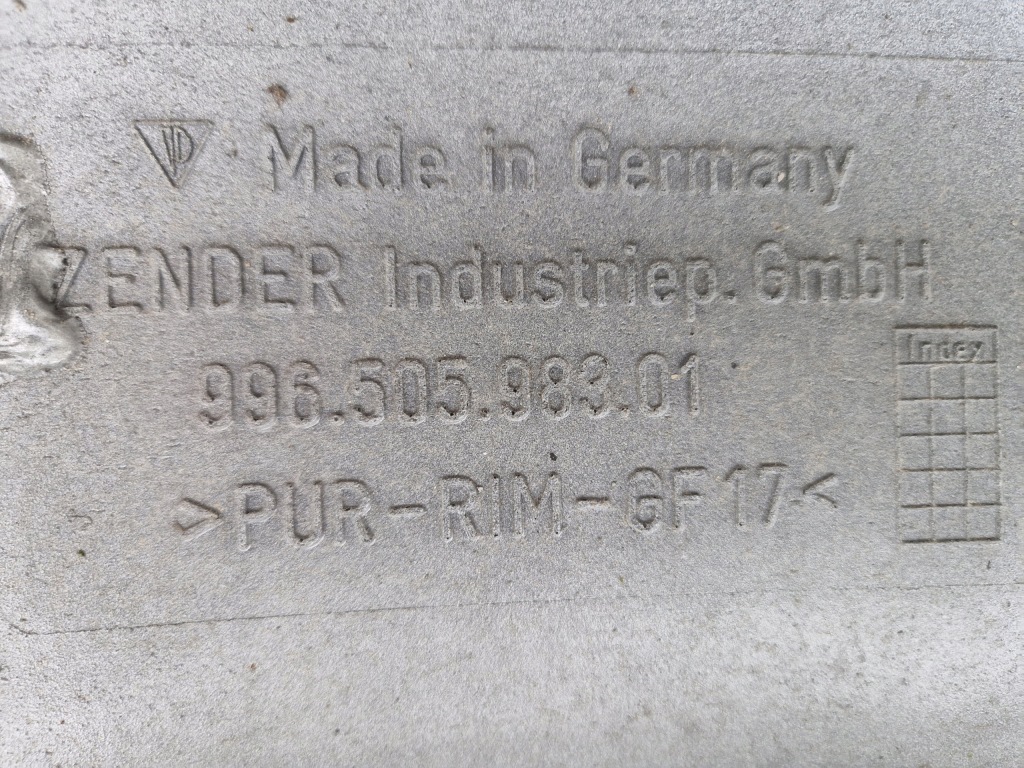 Made in Germany
ZENDER Industriep. GmbH
996.505.983.01
Index
>PUR-RIM-GF17<